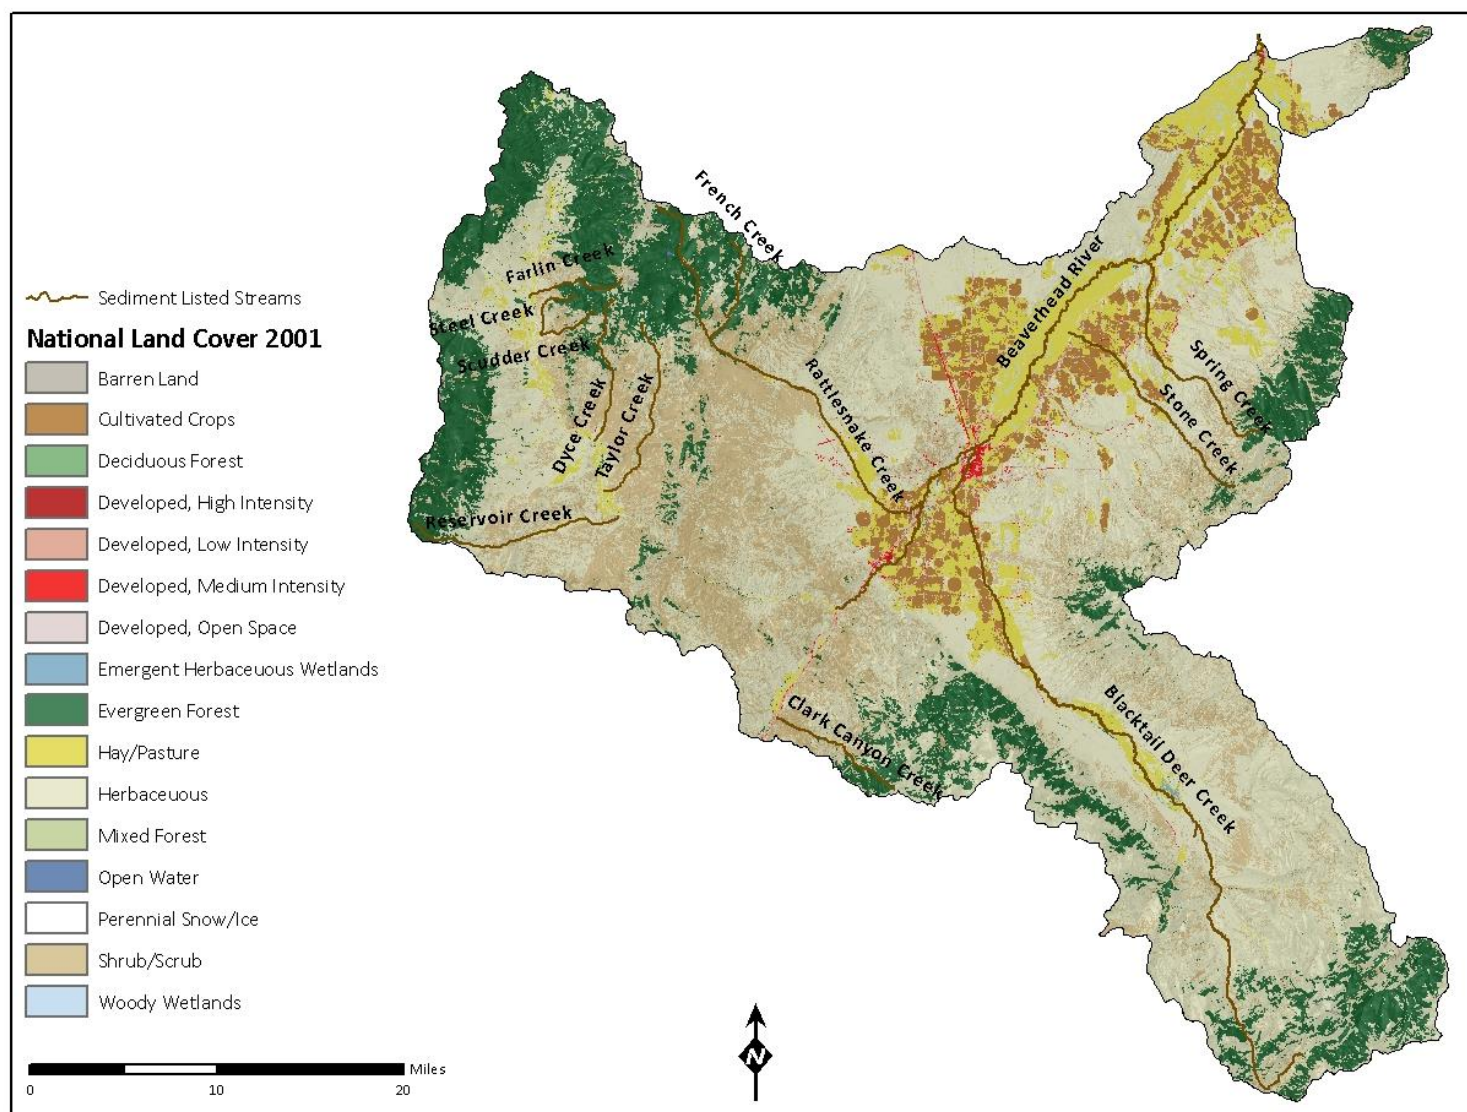 Sediment Listed Streams
National Land Cover 2001
Barren Land
Cultivated Crops
Deciduous Forest
Developed, High Intensity
Developed, Low Intensity
Developed, Medium Intensity
Developed, Open Space
Emergent Herbaceuous Wetlands
Evergreen Forest
Hay/Pasture
Herbaceuous
Mixed Forest
Open Water
Perennial Snow/Ice
Shrub/Scrub
Woody Wetlands
Miles
0 10 20
N
French Creek
Farlin Creek
Steel Creek
Scudder Creek
Dyce Creek
Taylor Creek
Reservoir Creek
Rattlesnake Creek
Beaverhead River
Spring Creek
Stone Creek
Clark Canyon Creek
Blacktail Deer Creek